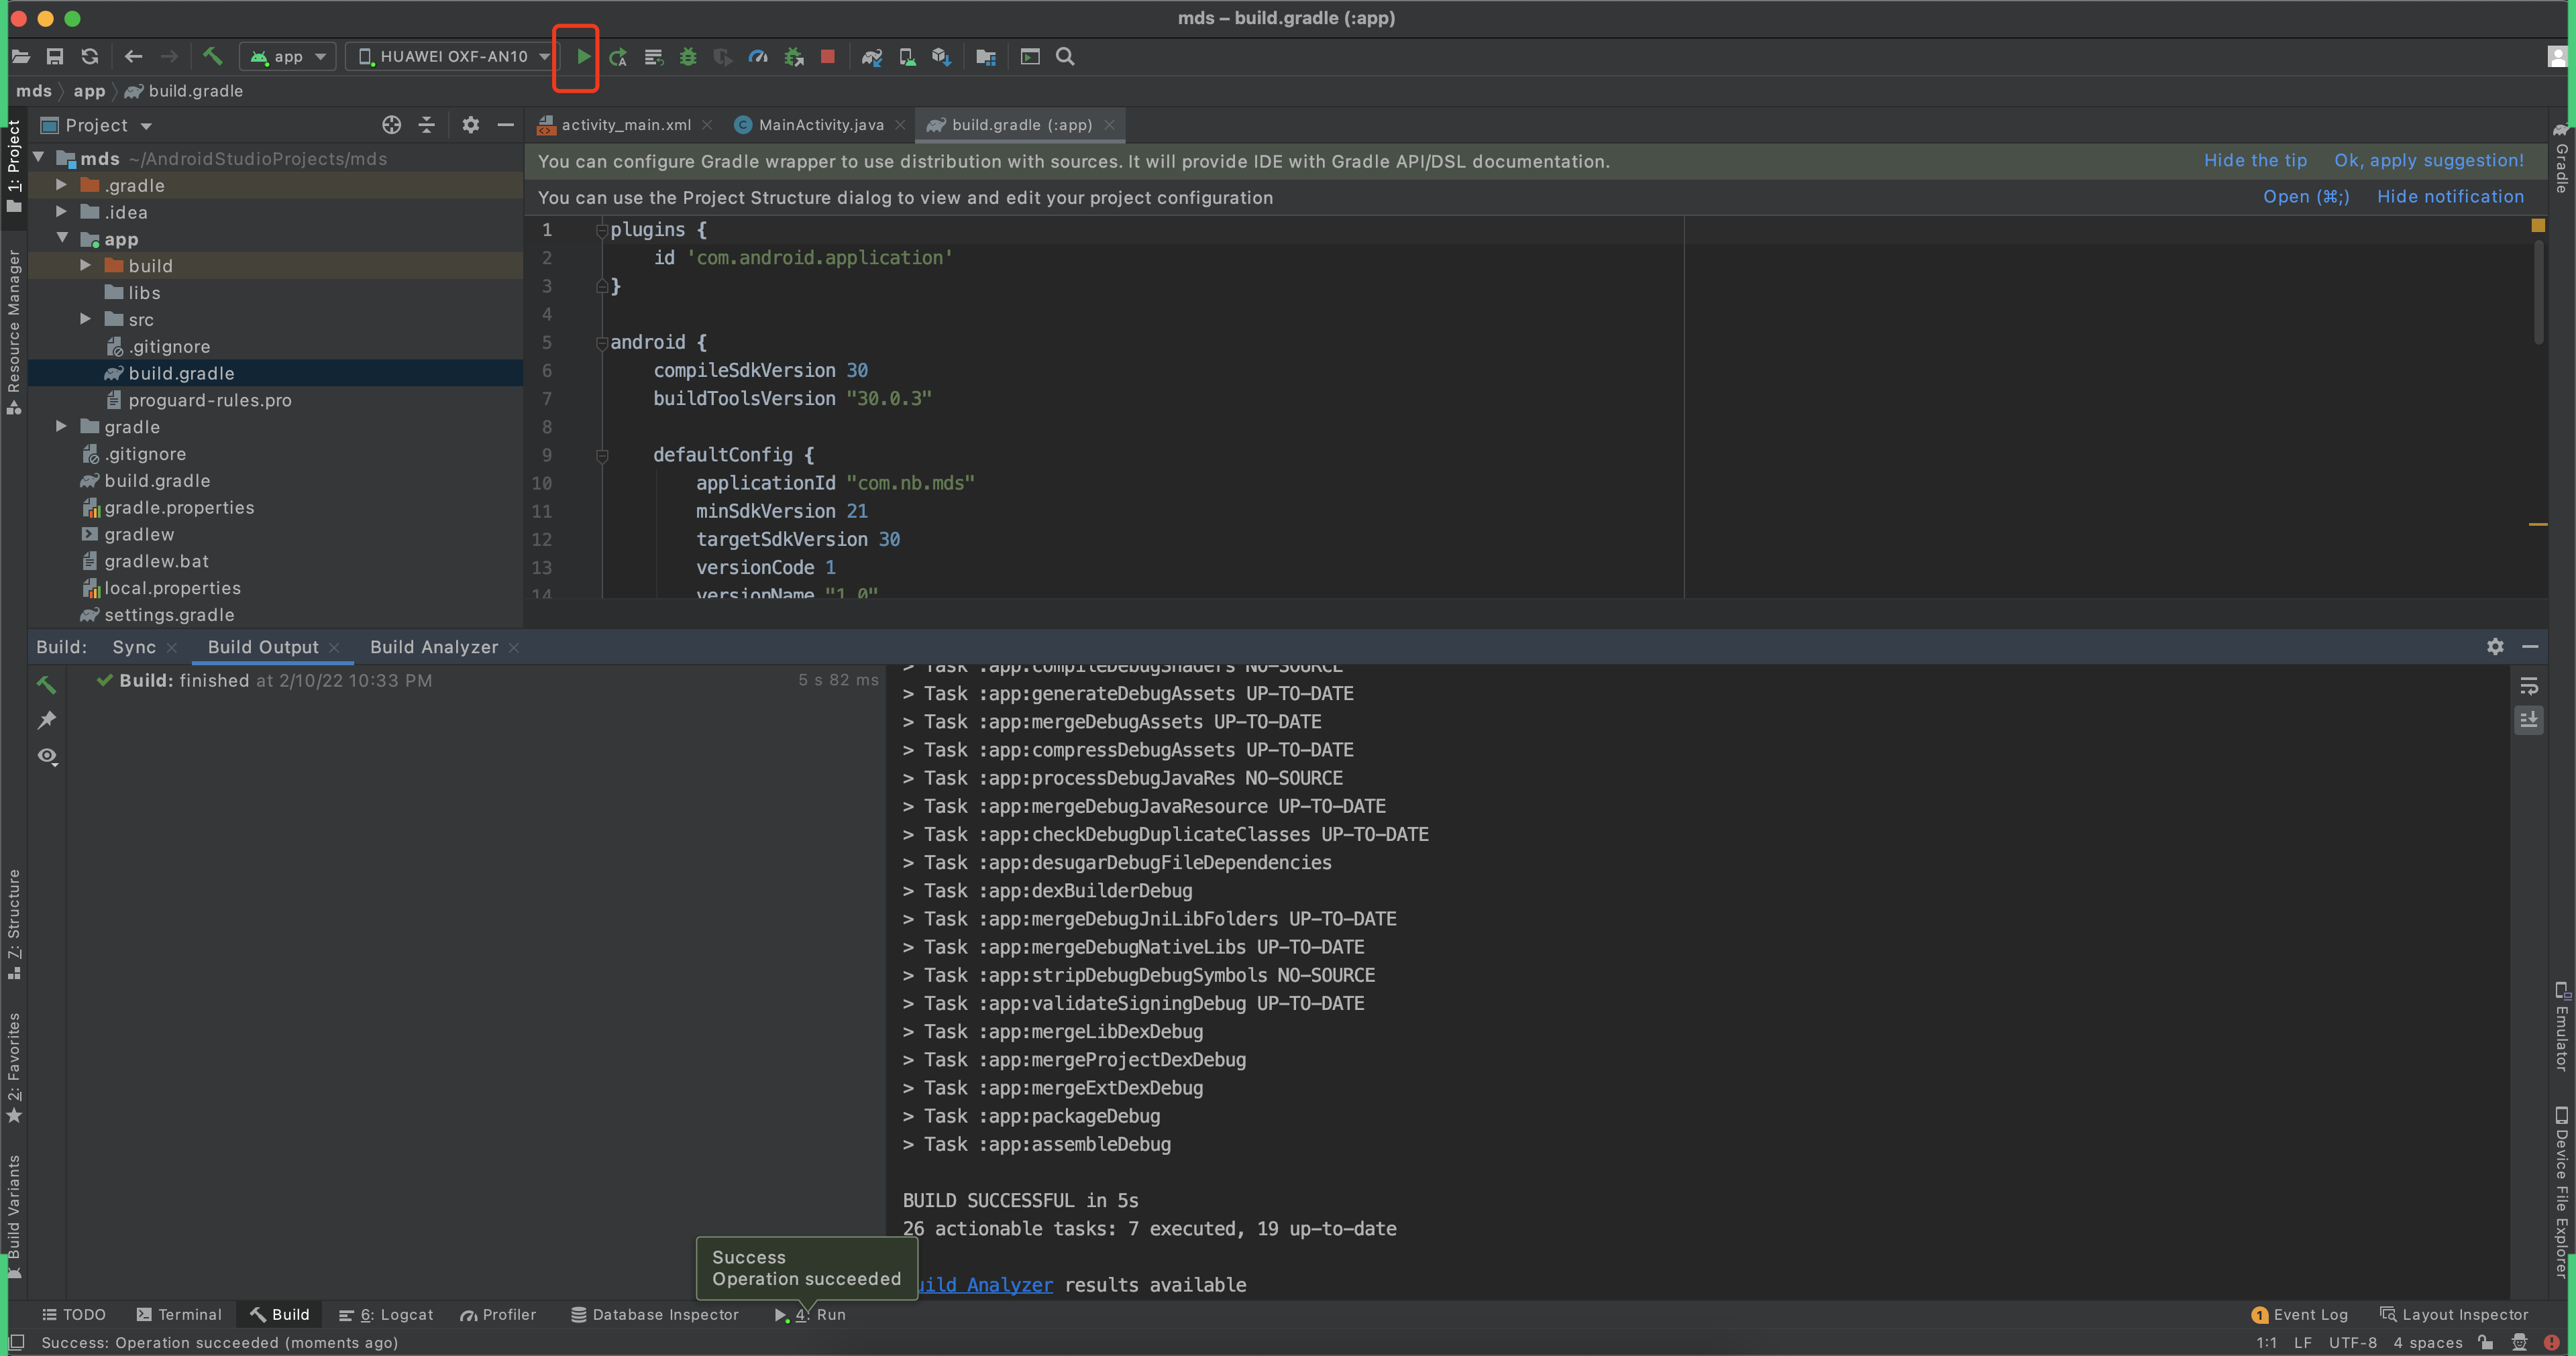 mds – build.gradle (:app)
app
HUAWEI OXF-AN10
mds
app
build.gradle
1: Project
Resource Manager
7: Structure
2: Favorites
Build Variants
Project
mds ~/AndroidStudioProjects/mds
.gradle
.idea
app
build
libs
src
.gitignore
build.gradle
proguard-rules.pro
gradle
.gitignore
build.gradle
gradle.properties
gradlew
gradlew.bat
local.properties
settings.gradle
activity_main.xml
MainActivity.java
build.gradle (:app)
You can configure Gradle wrapper to use distribution with sources. It will provide IDE with Gradle API/DSL documentation.
Hide the tip
Ok, apply suggestion!
You can use the Project Structure dialog to view and edit your project configuration
Open (⌘;)
Hide notification
1 plugins {
2 id 'com.android.application'
3 }
4
5 android {
6 compileSdkVersion 30
7 buildToolsVersion "30.0.3"
8
9 defaultConfig {
10 applicationId "com.nb.mds"
11 minSdkVersion 21
12 targetSdkVersion 30
13 versionCode 1
14 versionName "1.0"
Gradle
Emulator
Device File Explorer
Build:
Sync
Build Output
Build Analyzer
Build: finished at 2/10/22 10:33 PM
5 s 82 ms
> Task :app:compileDebugShaders NO-SOURCE
> Task :app:generateDebugAssets UP-TO-DATE
> Task :app:mergeDebugAssets UP-TO-DATE
> Task :app:compressDebugAssets UP-TO-DATE
> Task :app:processDebugJavaRes NO-SOURCE
> Task :app:mergeDebugJavaResource UP-TO-DATE
> Task :app:checkDebugDuplicateClasses UP-TO-DATE
> Task :app:desugarDebugFileDependencies
> Task :app:dexBuilderDebug
> Task :app:mergeDebugJniLibFolders UP-TO-DATE
> Task :app:mergeDebugNativeLibs UP-TO-DATE
> Task :app:stripDebugDebugSymbols NO-SOURCE
> Task :app:validateSigningDebug UP-TO-DATE
> Task :app:mergeLibDexDebug
> Task :app:mergeProjectDexDebug
> Task :app:mergeExtDexDebug
> Task :app:packageDebug
> Task :app:assembleDebug
BUILD SUCCESSFUL in 5s
26 actionable tasks: 7 executed, 19 up-to-date
uild Analyzer results available
Success
Operation succeeded
TODO
Terminal
Build
6: Logcat
Profiler
Database Inspector
4: Run
1 Event Log
Layout Inspector
Success: Operation succeeded (moments ago)
1:1 LF UTF-8 4 spaces